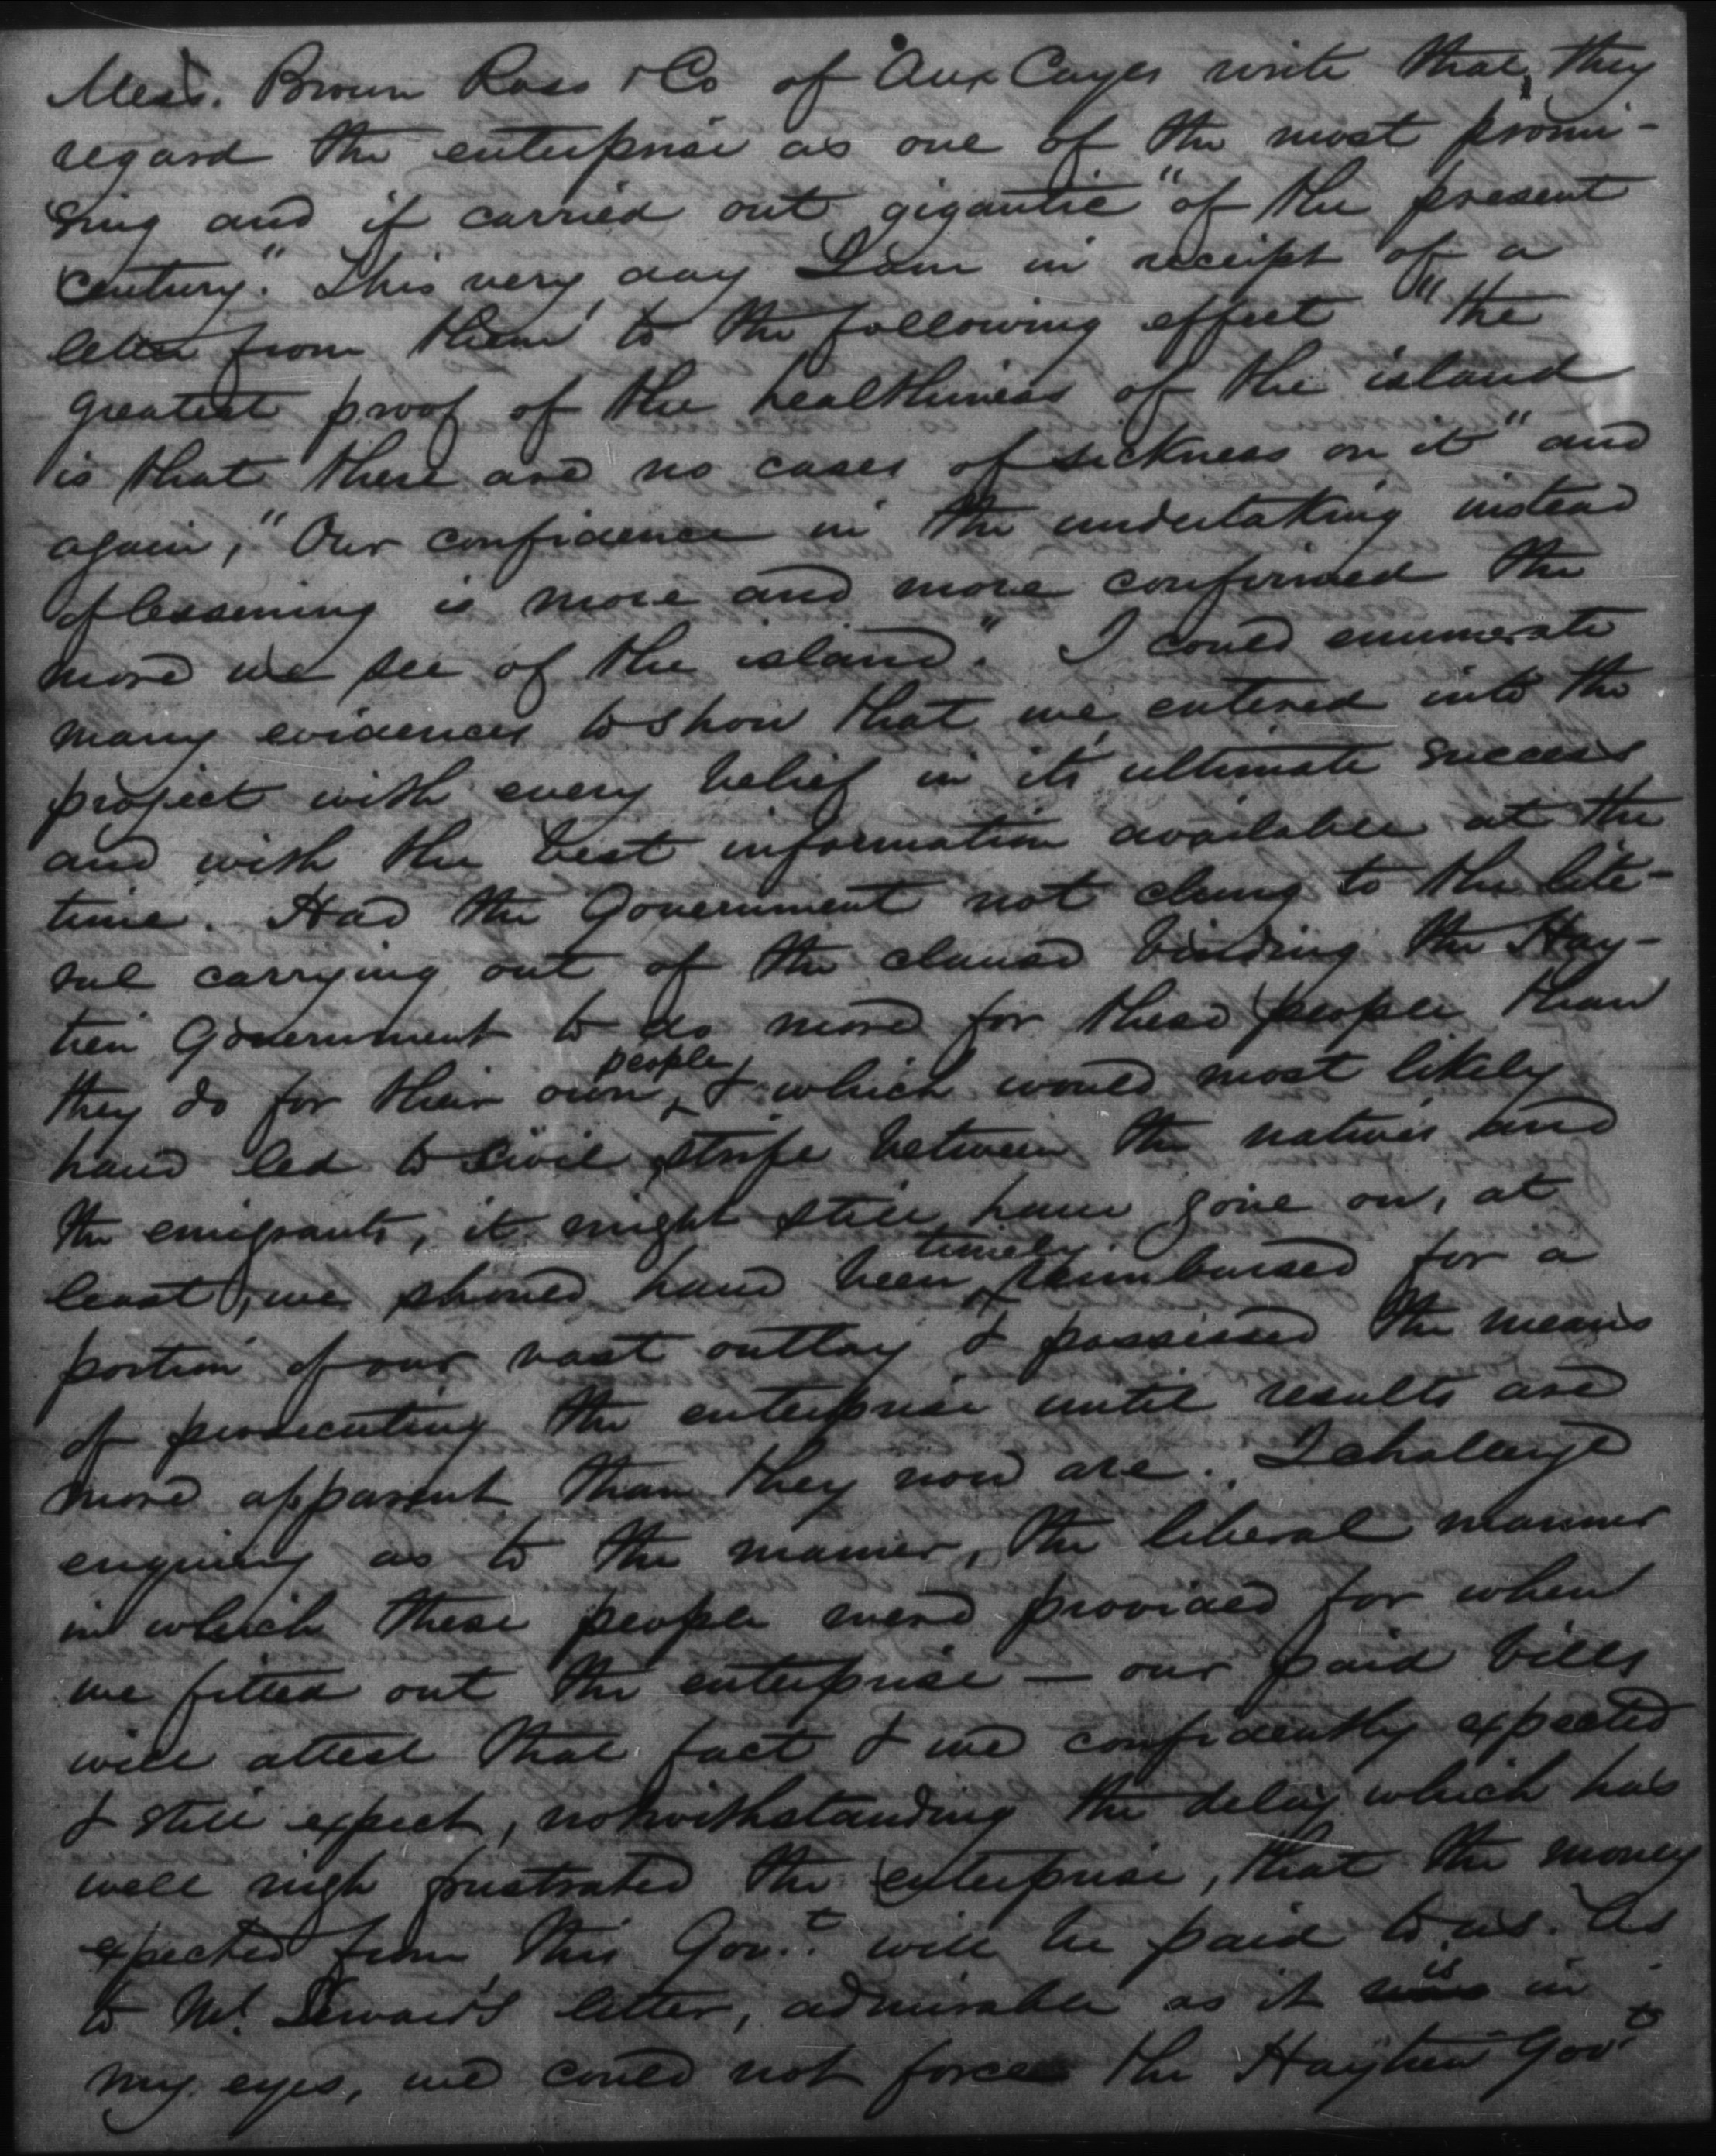 Mess. Brown Ross & Co of Aux Cayes write that, they
regard the enterprise as one of the most promi-
sing and if carried out gigantic "of the present
century." This very day I am in receipt of a
letter from them to the following effect "the
greatest proof of the healthiness of the island
is that there are no cases of sickness on it" and
again, "Our confidence in the undertaking instead
of lessening is more and more confirmed the
more we see of the island." I could enumerate
many evidences to show that we entered into the
project with every belief in its ultimate success
and with the best information available at the
time. Had the Government not clung to the lite-
ral carrying out of the clause binding the Hay-
tien Government to do more for these people than
they do for their own people, & which would most likely
have led to civil strife between the natives and
the emigrants, it might still have gone on, at
least, we should have been timely reimbursed for a
portion of our vast outlay & possessed the means
of prosecuting the enterprise until results are
more apparent than they now are. I challenge
enquiry as to the manner, the liberal manner
in which these people were provided for when
we fitted out the enterprise — our paid bills
will attest that fact & we confidently expected
& still expect, notwithstanding the delay which has
well nigh frustrated the enterprise, that the money
expected from this Gov.t will be paid to us. As
to Mr. Seward's letter, admirable as it is in
my eyes, we could not force the Haytien Govt